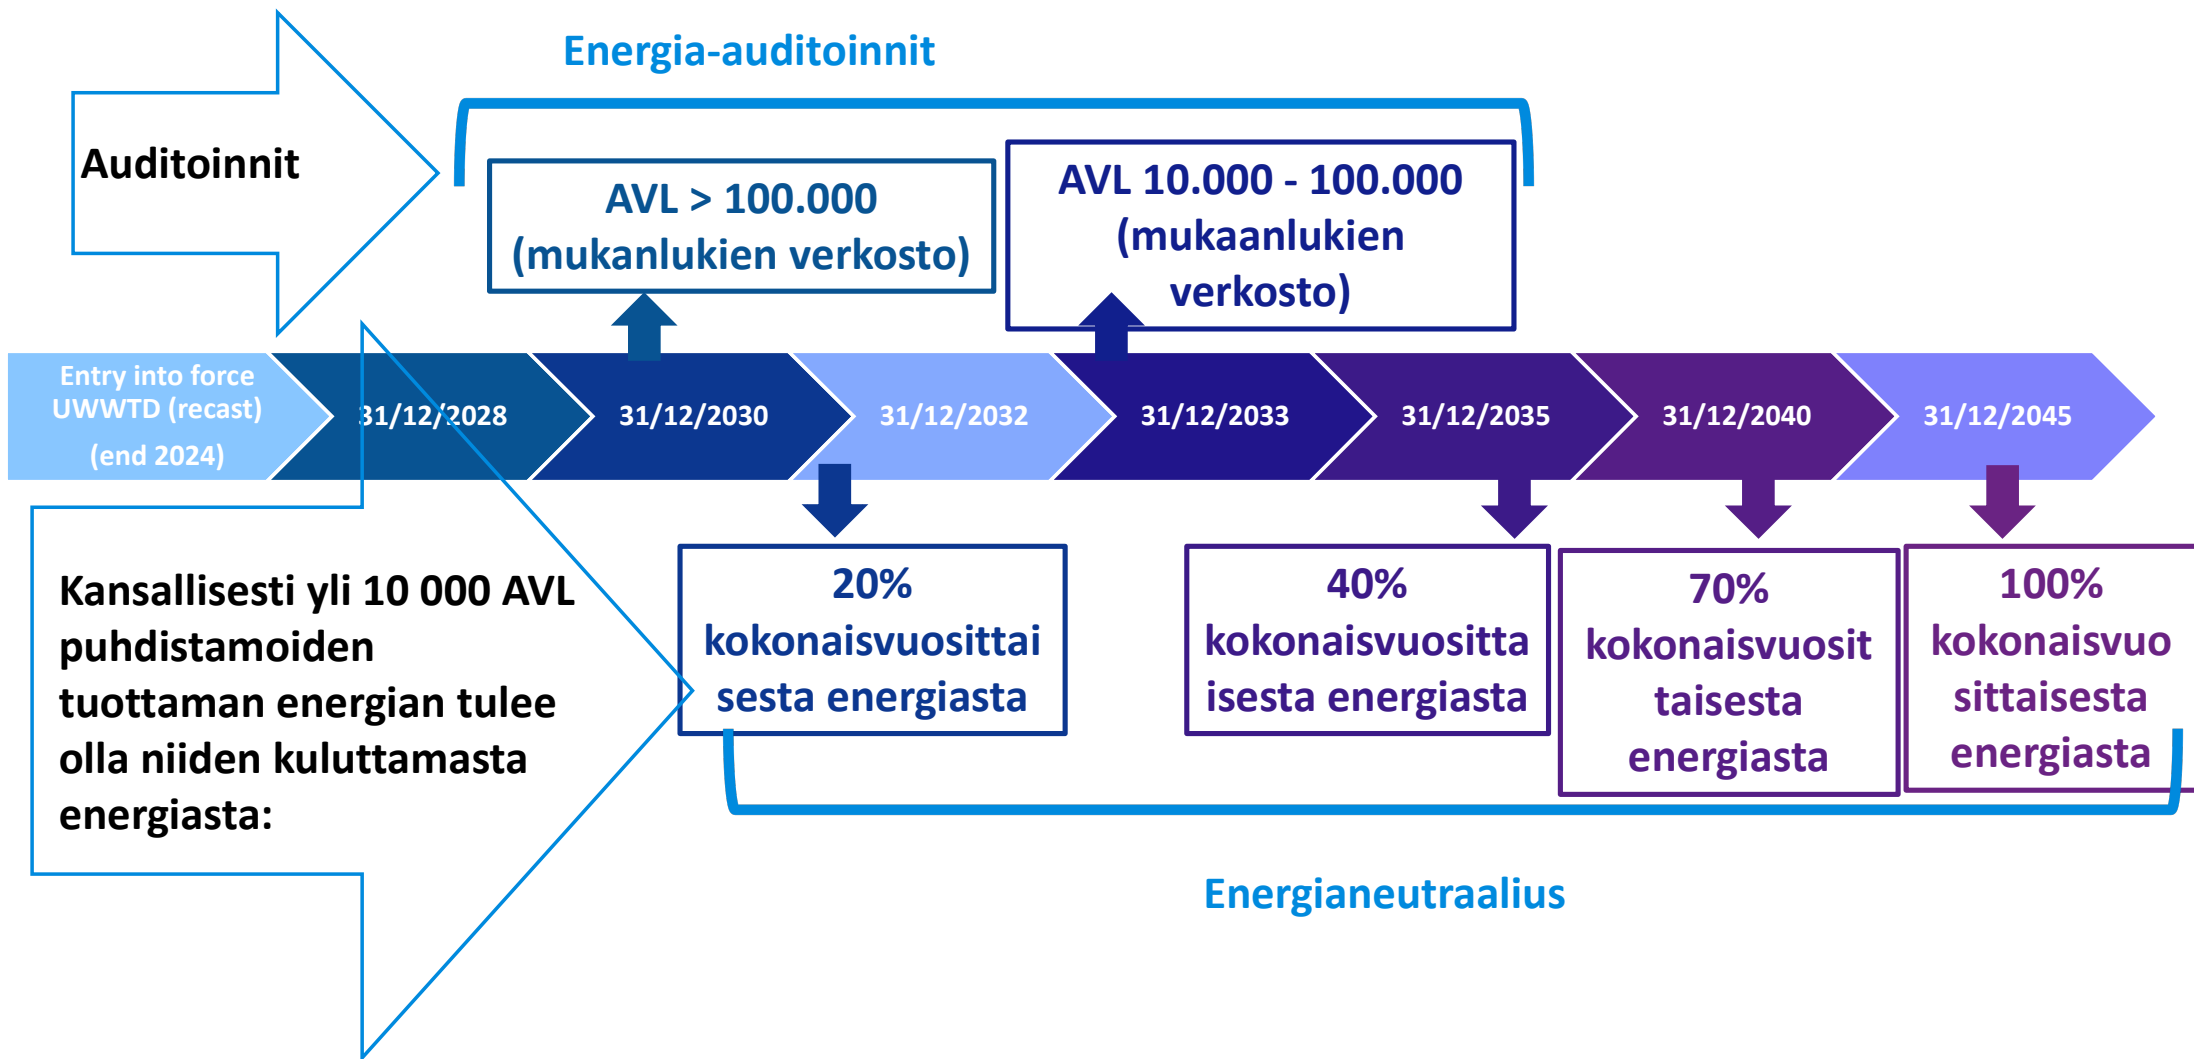 Energia-auditoinnit
Auditoinnit
AVL > 100.000
(mukanlukien verkosto)
AVL 10.000 - 100.000
(mukaanlukien
verkosto)
Entry into force
UWWTD (recast)
(end 2024)
31/12/2028
31/12/2030
31/12/2032
31/12/2033
31/12/2035
31/12/2040
31/12/2045
Kansallisesti yli 10 000 AVL
puhdistamoiden
tuottaman energian tulee
olla niiden kuluttamasta
energiasta:
20%
kokonaisvuosittai
sesta energiasta
40%
kokonaisvuositta
isesta energiasta
70%
kokonaisvuosit
taisesta
energiasta
100%
kokonaisvuo
sittaisesta
energiasta
Energianeutraalius